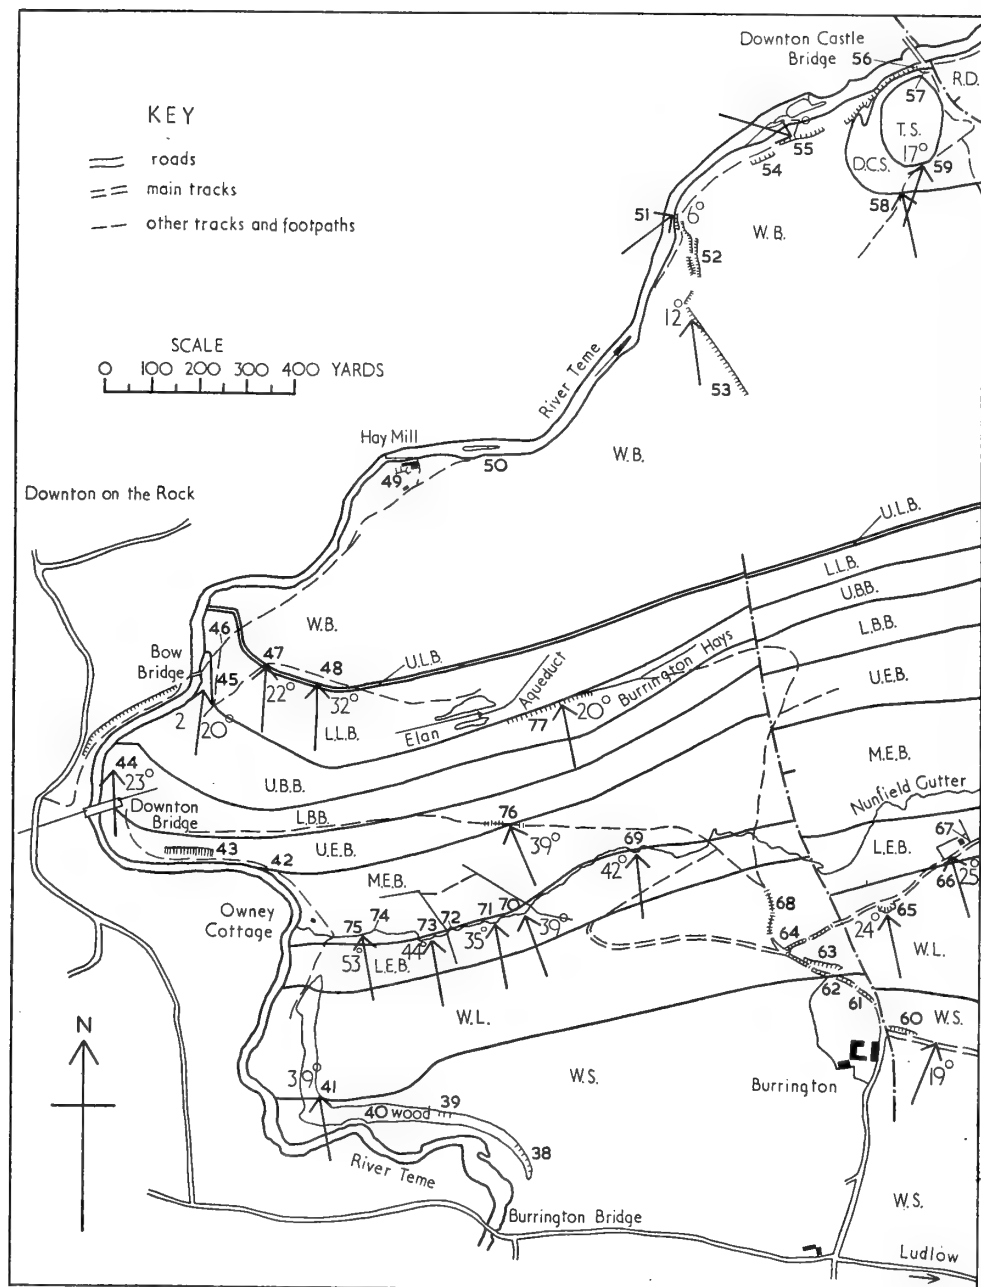 Downton Castle
Bridge
56
57
R.D.
KEY
roads
main tracks
other tracks and footpaths
T.S.
17°
7°
55
54
D.C.S.
59
58
51
6°
W.B.
52
SCALE
0 100 200 300 400 YARDS
12°
53
River Teme
Hay Mill
49
50
W.B.
Downton on the Rock
U.L.B.
L.L.B.
U.B.B.
L.B.B.
W.B.
46
Bow
Bridge
47
48
U.L.B.
45
22°
32°
2
20°
L.L.B.
Elan
Aqueduct
77
20°
Burrington Hays
U.E.B.
U.B.B.
44
23°
M.E.B.
Downton
Bridge
L.B.B.
76
39°
Nunfield Gutter
43
U.E.B.
42
69
42°
67
L.E.B.
M.E.B.
66
25°
Owney
Cottage
75
74
73
72
71
70
39°
68
65
24°
64
53°
L.E.B.
44°
35°
63
W.L.
W.L.
62
61
60
W.S.
N
39°
41
W.S.
Burrington
19°
40 wood
39
38
River Teme
W.S.
Burrington Bridge
Ludlow